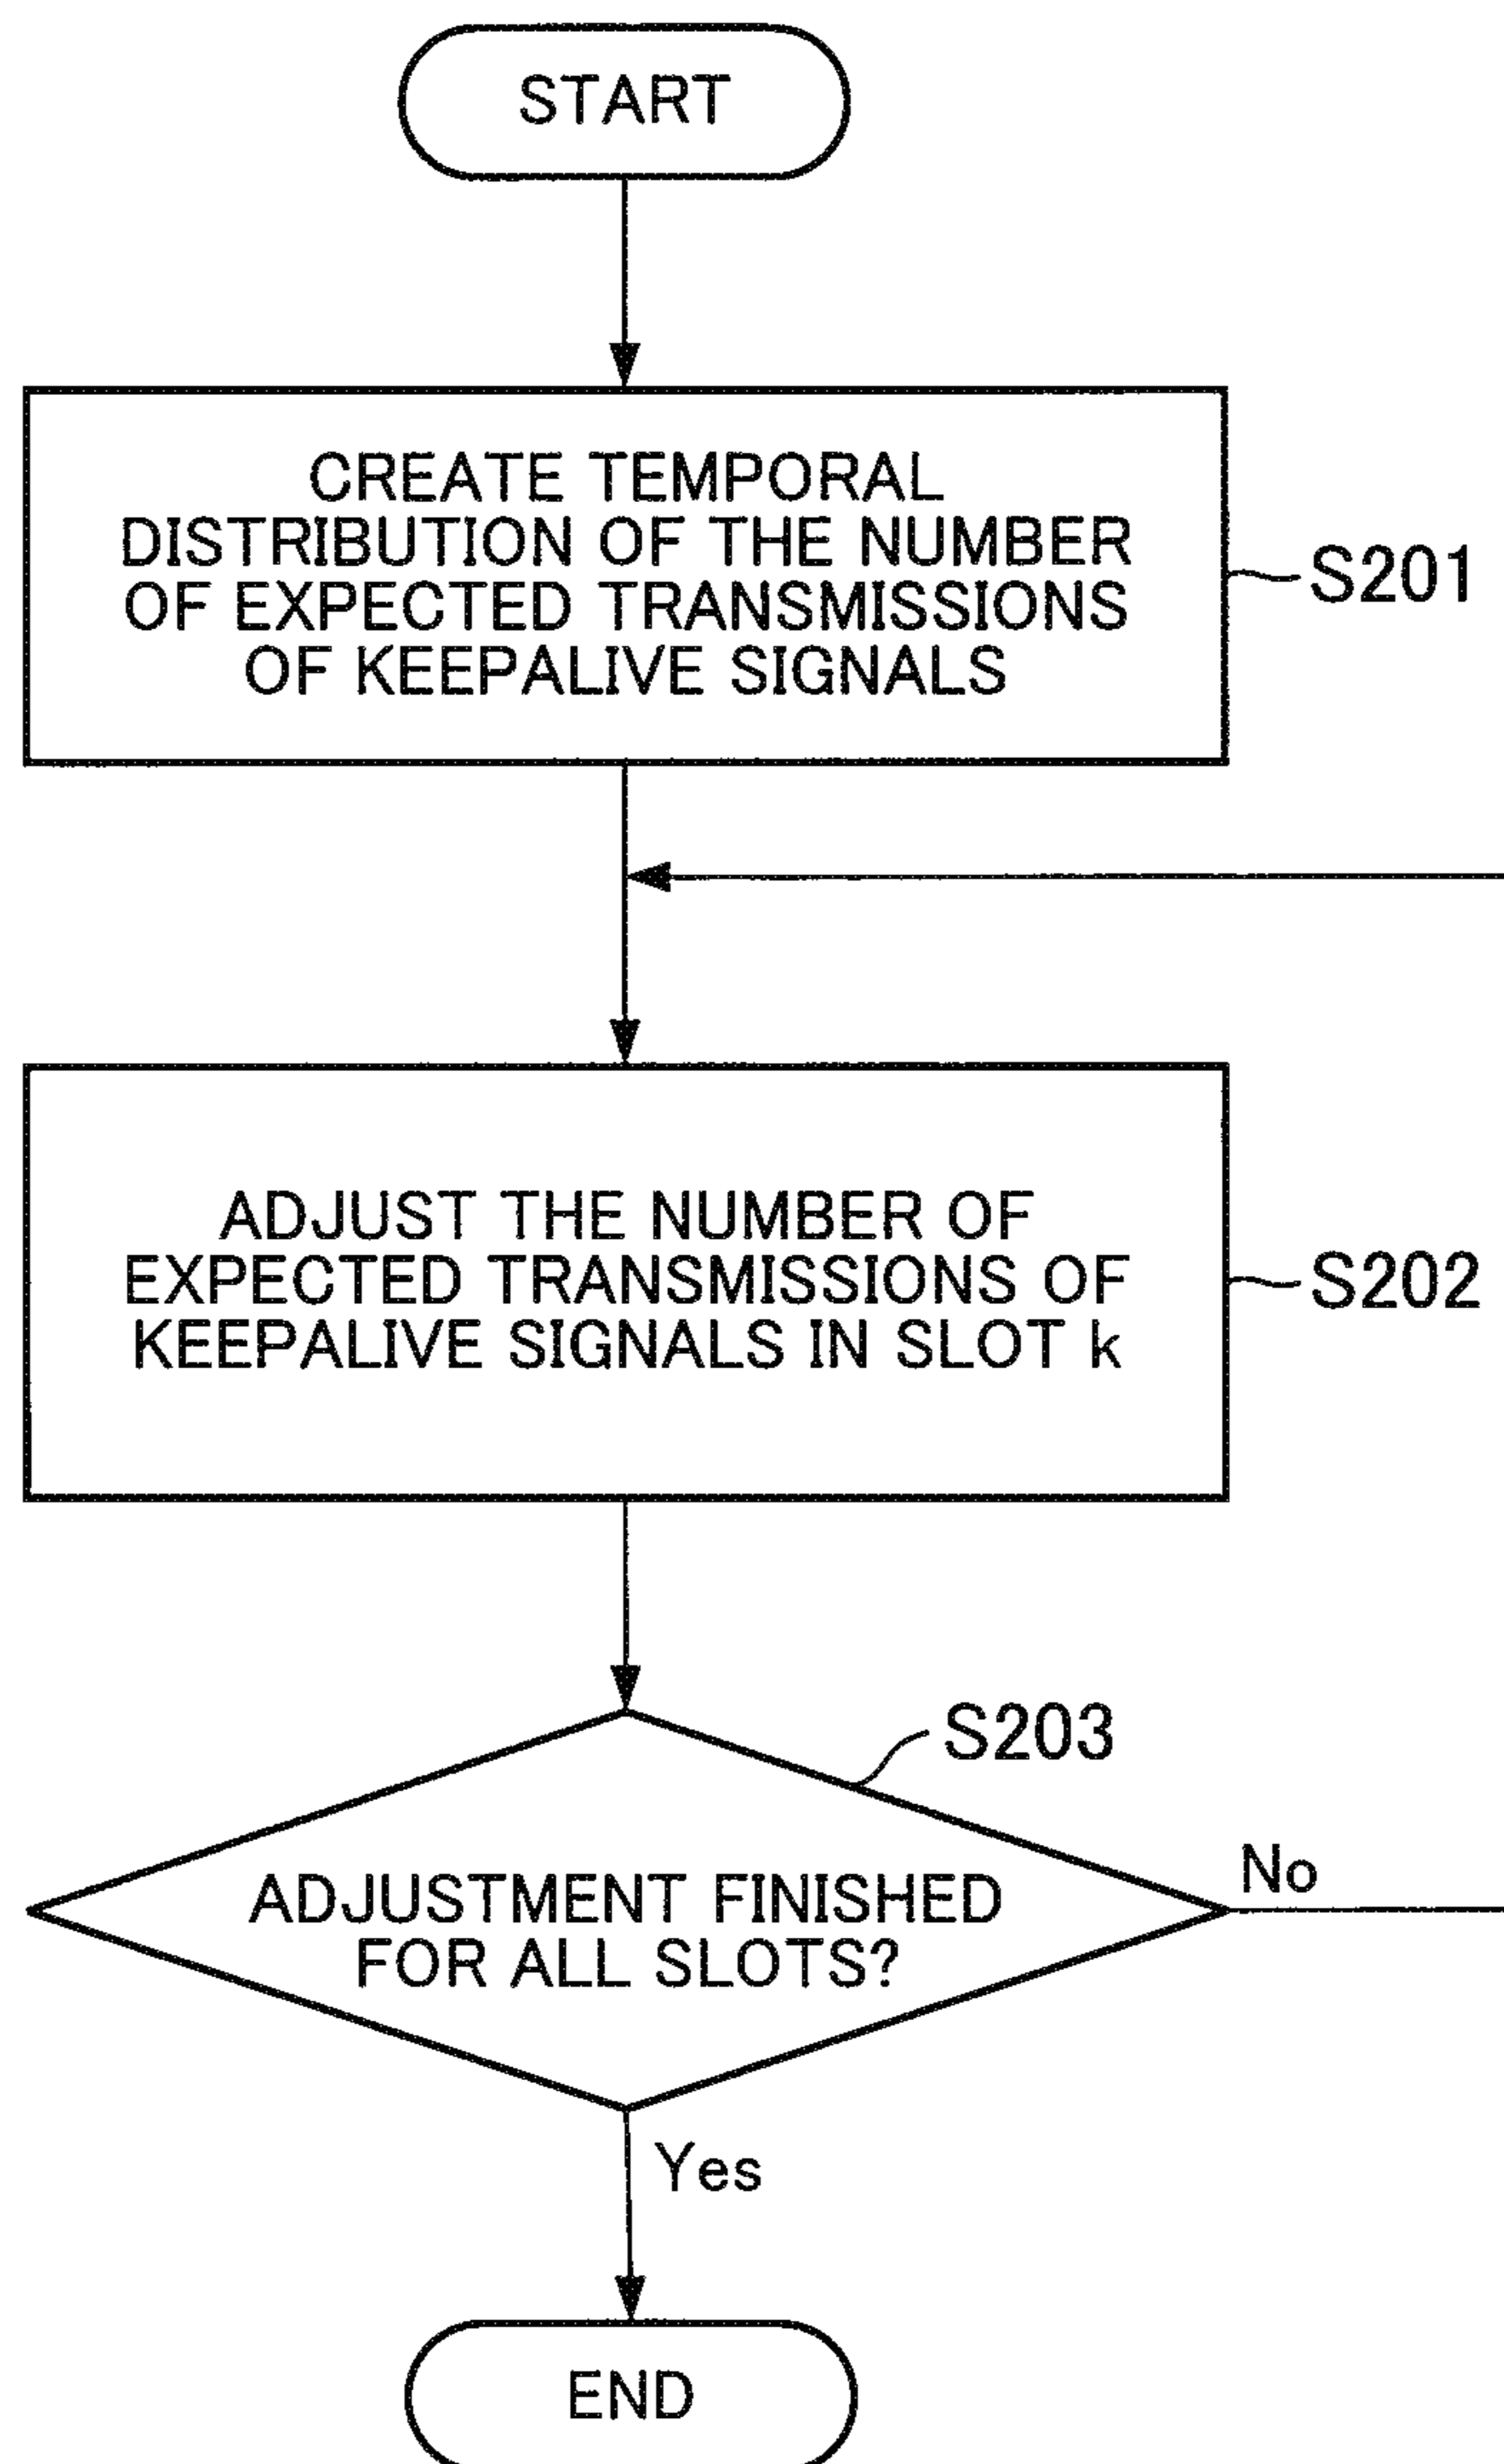 START
CREATE TEMPORAL
DISTRIBUTION OF THE NUMBER
OF EXPECTED TRANSMISSIONS
OF KEEPALIVE SIGNALS
S201
ADJUST THE NUMBER OF
EXPECTED TRANSMISSIONS OF
KEEPALIVE SIGNALS IN SLOT k
S202
S203
ADJUSTMENT FINISHED
FOR ALL SLOTS?
No
Yes
END